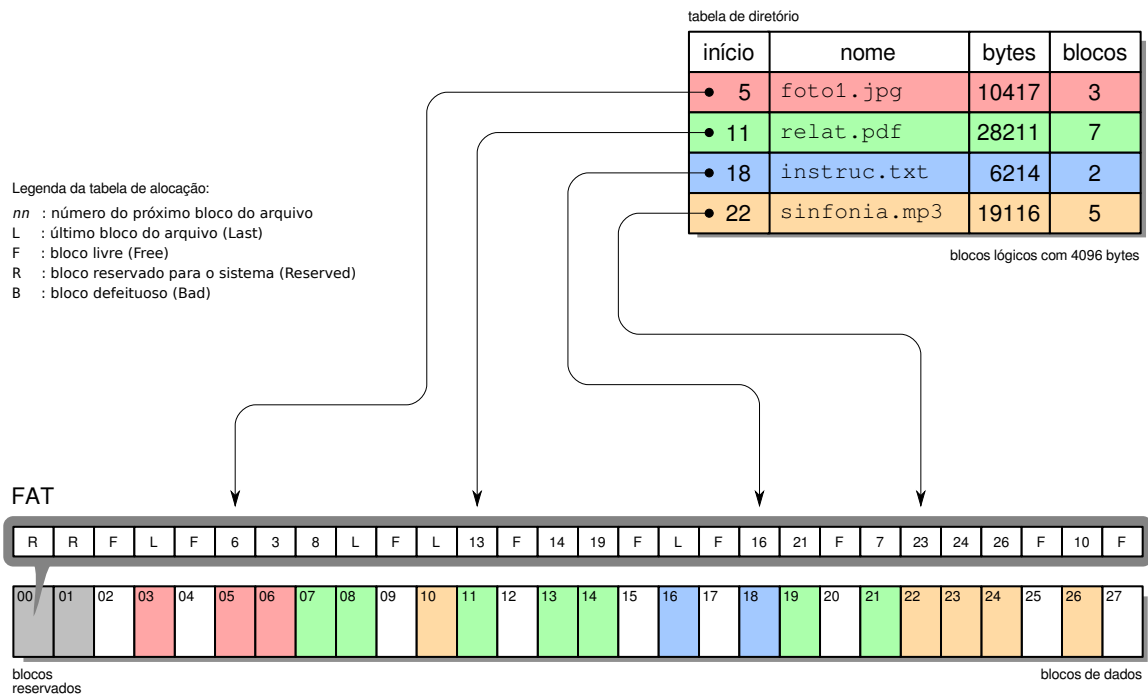 tabela de diretório
início nome bytes blocos
5 foto1.jpg 10417 3
11 relat.pdf 28211 7
18 instruc.txt 6214 2
22 sinfonia.mp3 19116 5
blocos lógicos com 4096 bytes
Legenda da tabela de alocação:
nn : número do próximo bloco do arquivo
L : último bloco do arquivo (Last)
F : bloco livre (Free)
R : bloco reservado para o sistema (Reserved)
B : bloco defeituoso (Bad)
FAT
R R F L F 6 3 8 L F L 13 F 14 19 F L F 16 21 F 7 23 24 26 F 10 F
00 01 02 03 04 05 06 07 08 09 10 11 12 13 14 15 16 17 18 19 20 21 22 23 24 25 26 27
blocos
reservados
blocos de dados